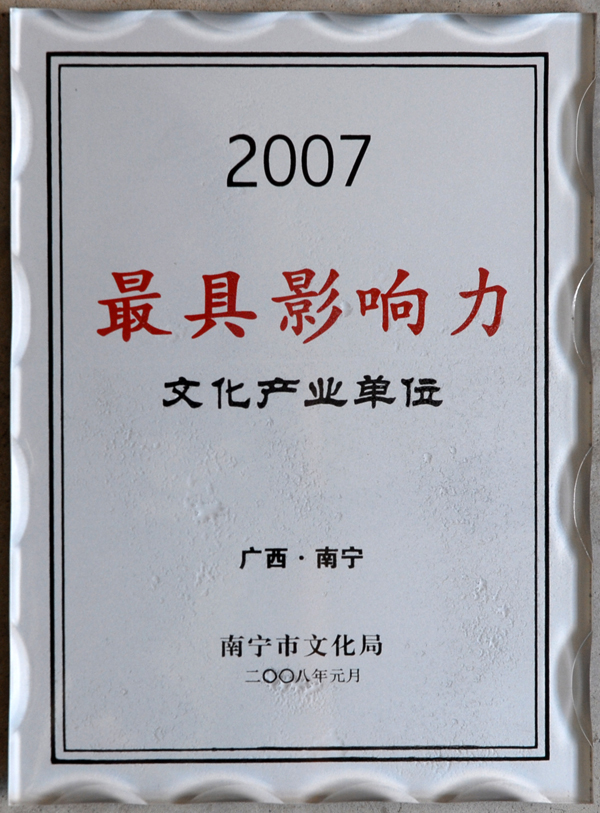 2007
最具影响力
文化产业单位
广西·南宁
南宁市文化局
二〇〇八年元月